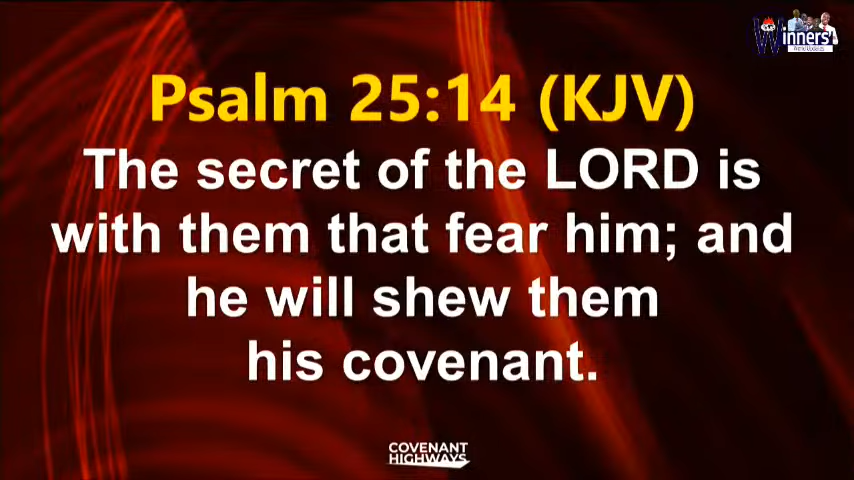 Winners'
Psalm 25:14 (KJV)
The secret of the LORD is
with them that fear him; and
he will shew them
his covenant.
COVENANT
HIGHWAYS